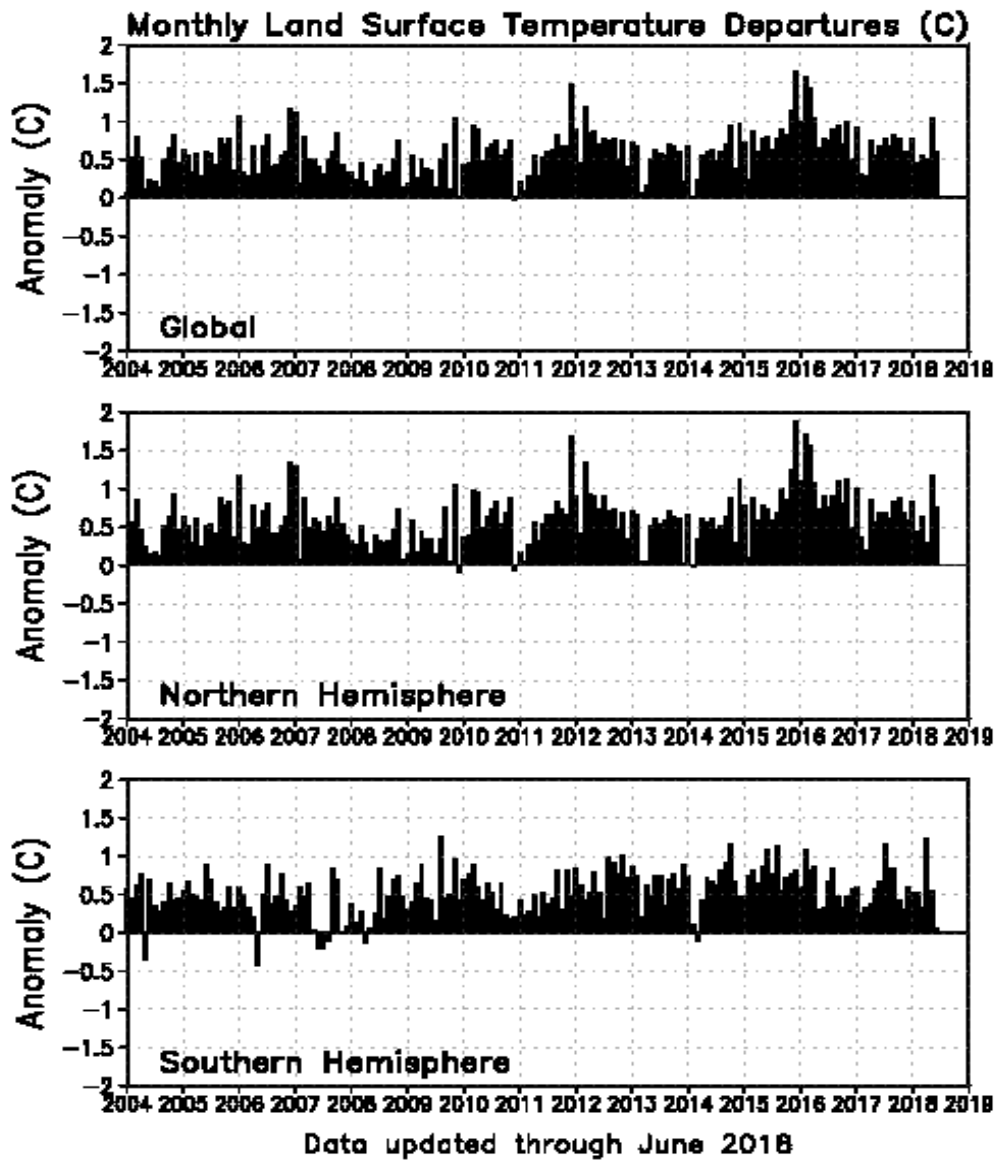 Monthly Land Surface Temperature Departures (C)
2
1.5
1
0.5
0
−0.5
−1
−1.5
−2
Anomaly (C)
Global
2004 2005 2006 2007 2008 2009 2010 2011 2012 2013 2014 2015 2016 2017 2018 2019
2
1.5
1
0.5
0
−0.5
−1
−1.5
−2
Anomaly (C)
Northern Hemisphere
2004 2005 2006 2007 2008 2009 2010 2011 2012 2013 2014 2015 2016 2017 2018 2019
2
1.5
1
0.5
0
−0.5
−1
−1.5
−2
Anomaly (C)
Southern Hemisphere
2004 2005 2006 2007 2008 2009 2010 2011 2012 2013 2014 2015 2016 2017 2018 2019
Data updated through June 2018